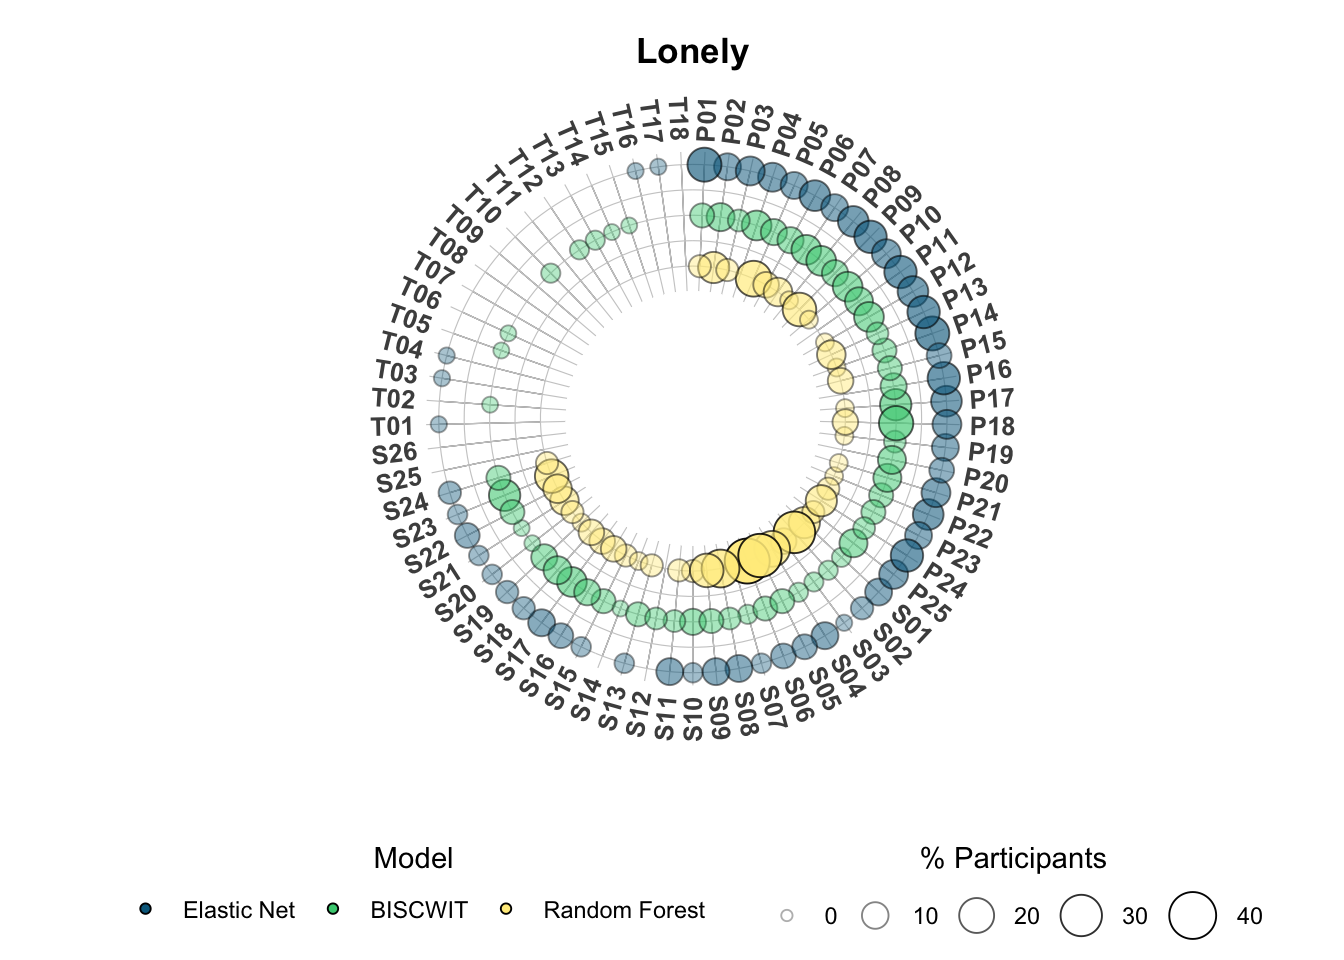 Lonely
P01
P02
P03
P04
P05
P06
P07
P08
P09
P10
P11
P12
P13
P14
P15
P16
P17
P18
P19
P20
P21
P22
P23
P24
P25
S01
S02
S03
S04
S05
S06
S07
S08
S09
S10
S11
S12
S13
S14
S15
S16
S17
S18
S19
S20
S21
S22
S23
S24
S25
S26
T01
T02
T03
T04
T05
T06
T07
T08
T09
T10
T11
T12
T13
T14
T15
T16
T17
T18
Model
Elastic Net BISCWIT Random Forest
% Participants
0 10 20 30 40